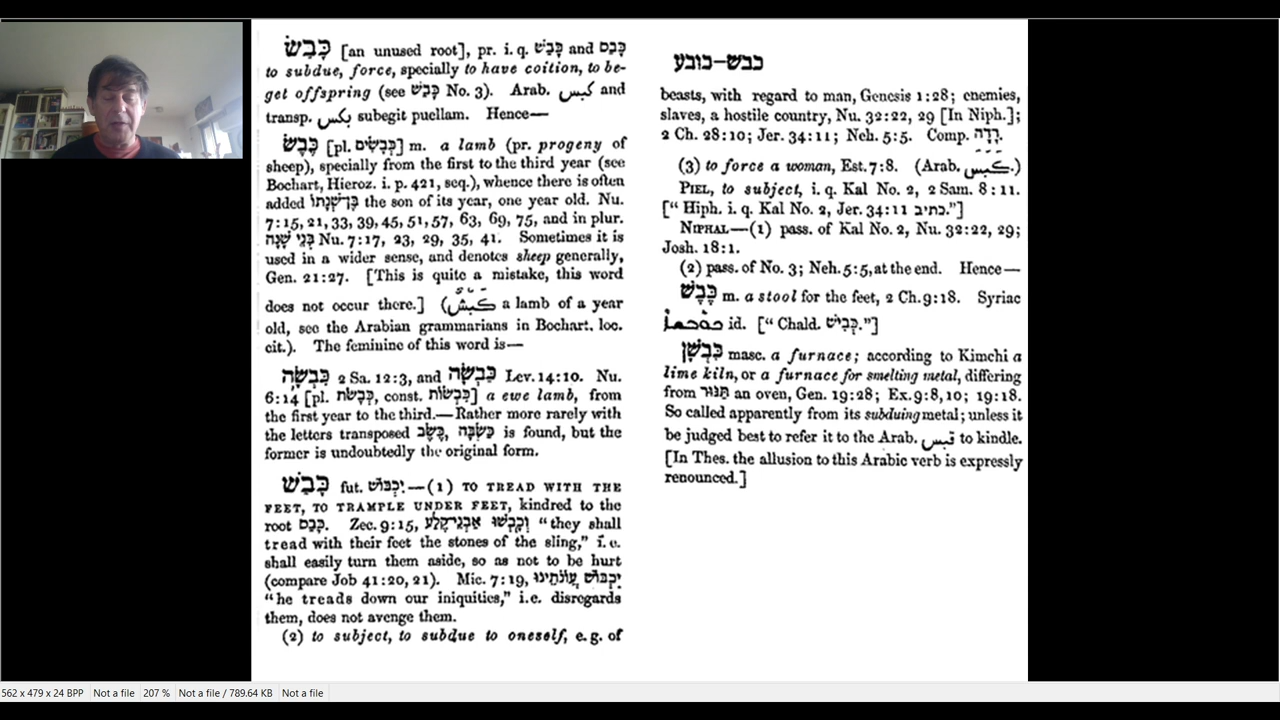 כָּבַשׂ [an unused root], pr. i. q. כָּבַשׁ and כָּבַס
to subdue, force, specially to have coition, to be-
get offspring (see כָּבַשׁ No. 3). Arab. كبس and
transp. بكس subegit puellam. Hence—
כֶּבֶשׂ [pl. כְּבָשִׂים] m. a lamb (pr. progeny of
sheep), specially from the first to the third year (see
Bochart, Hieroz. i. p. 421, seq.), whence there is often
added בֶּן־שְׁנָתוֹ the son of its year, one year old. Nu.
7:15, 21, 33, 39, 45, 51, 57, 63, 69, 75, and in plur.
בְּנֵי שָׁנָה Nu. 7:17, 23, 29, 35, 41. Sometimes it is
used in a wider sense, and denotes sheep generally,
Gen. 21:27. [This is quite a mistake, this word
does not occur there.] (كَبْش a lamb of a year
old, see the Arabian grammarians in Bochart. loc.
cit.). The feminine of this word is—
כִּבְשָׂה 2 Sa. 12:3, and כַּבְשָׂה Lev. 14:10. Nu.
6:14 [pl. כְּבָשֹׂת, const. כִּבְשׂוֹת] a ewe lamb, from
the first year to the third.—Rather more rarely with
the letters transposed כֶּשֶׂב, כִּשְׂבָּה is found, but the
former is undoubtedly the original form.
כָּבַשׁ fut. יִכְבּוֹשׁ—(1) TO TREAD WITH THE
FEET, TO TRAMPLE UNDER FEET, kindred to the
root כָּבַס. Zec. 9:15, וְכָבְשׁוּ אַבְנֵי־קֶלַע “they shall
tread with their feet the stones of the sling,” i. e.
shall easily turn them aside, so as not to be hurt
(compare Job 41:20, 21). Mic. 7:19, יִכְבּוֹשׁ עֲוֹנֹתֵינוּ
“he treads down our iniquities,” i.e. disregards
them, does not avenge them.
(2) to subject, to subdue to oneself, e. g. of
כבש–כובע
beasts, with regard to man, Genesis 1:28; enemies,
slaves, a hostile country, Nu. 32:22, 29 [In Niph.];
2 Ch. 28:10; Jer. 34:11; Neh. 5:5. Comp. רָדָה.
(3) to force a woman, Est. 7:8. (Arab. كَبَسَ.)
PIEL, to subject, i. q. Kal No. 2, 2 Sam. 8:11.
[“Hiph. i. q. Kal No. 2, Jer. 34:11 כתיב.”]
NIPHAL—(1) pass. of Kal No. 2, Nu. 32:22, 29;
Josh. 18:1.
(2) pass. of No. 3; Neh. 5:5, at the end. Hence—
כֶּבֶשׁ m. a stool for the feet, 2 Ch. 9:18. Syriac
id. [“Chald. כְּבִישׁ.”]
כִּבְשָׁן masc. a furnace; according to Kimchi a
lime kiln, or a furnace for smelting metal, differing
from תַּנּוּר an oven, Gen. 19:28; Ex. 9:8, 10; 19:18.
So called apparently from its subduing metal; unless it
be judged best to refer it to the Arab. قبس to kindle.
[In Thes. the allusion to this Arabic verb is expressly
renounced.]
562 x 479 x 24 BPP Not a file 207 % Not a file / 789.64 KB Not a file